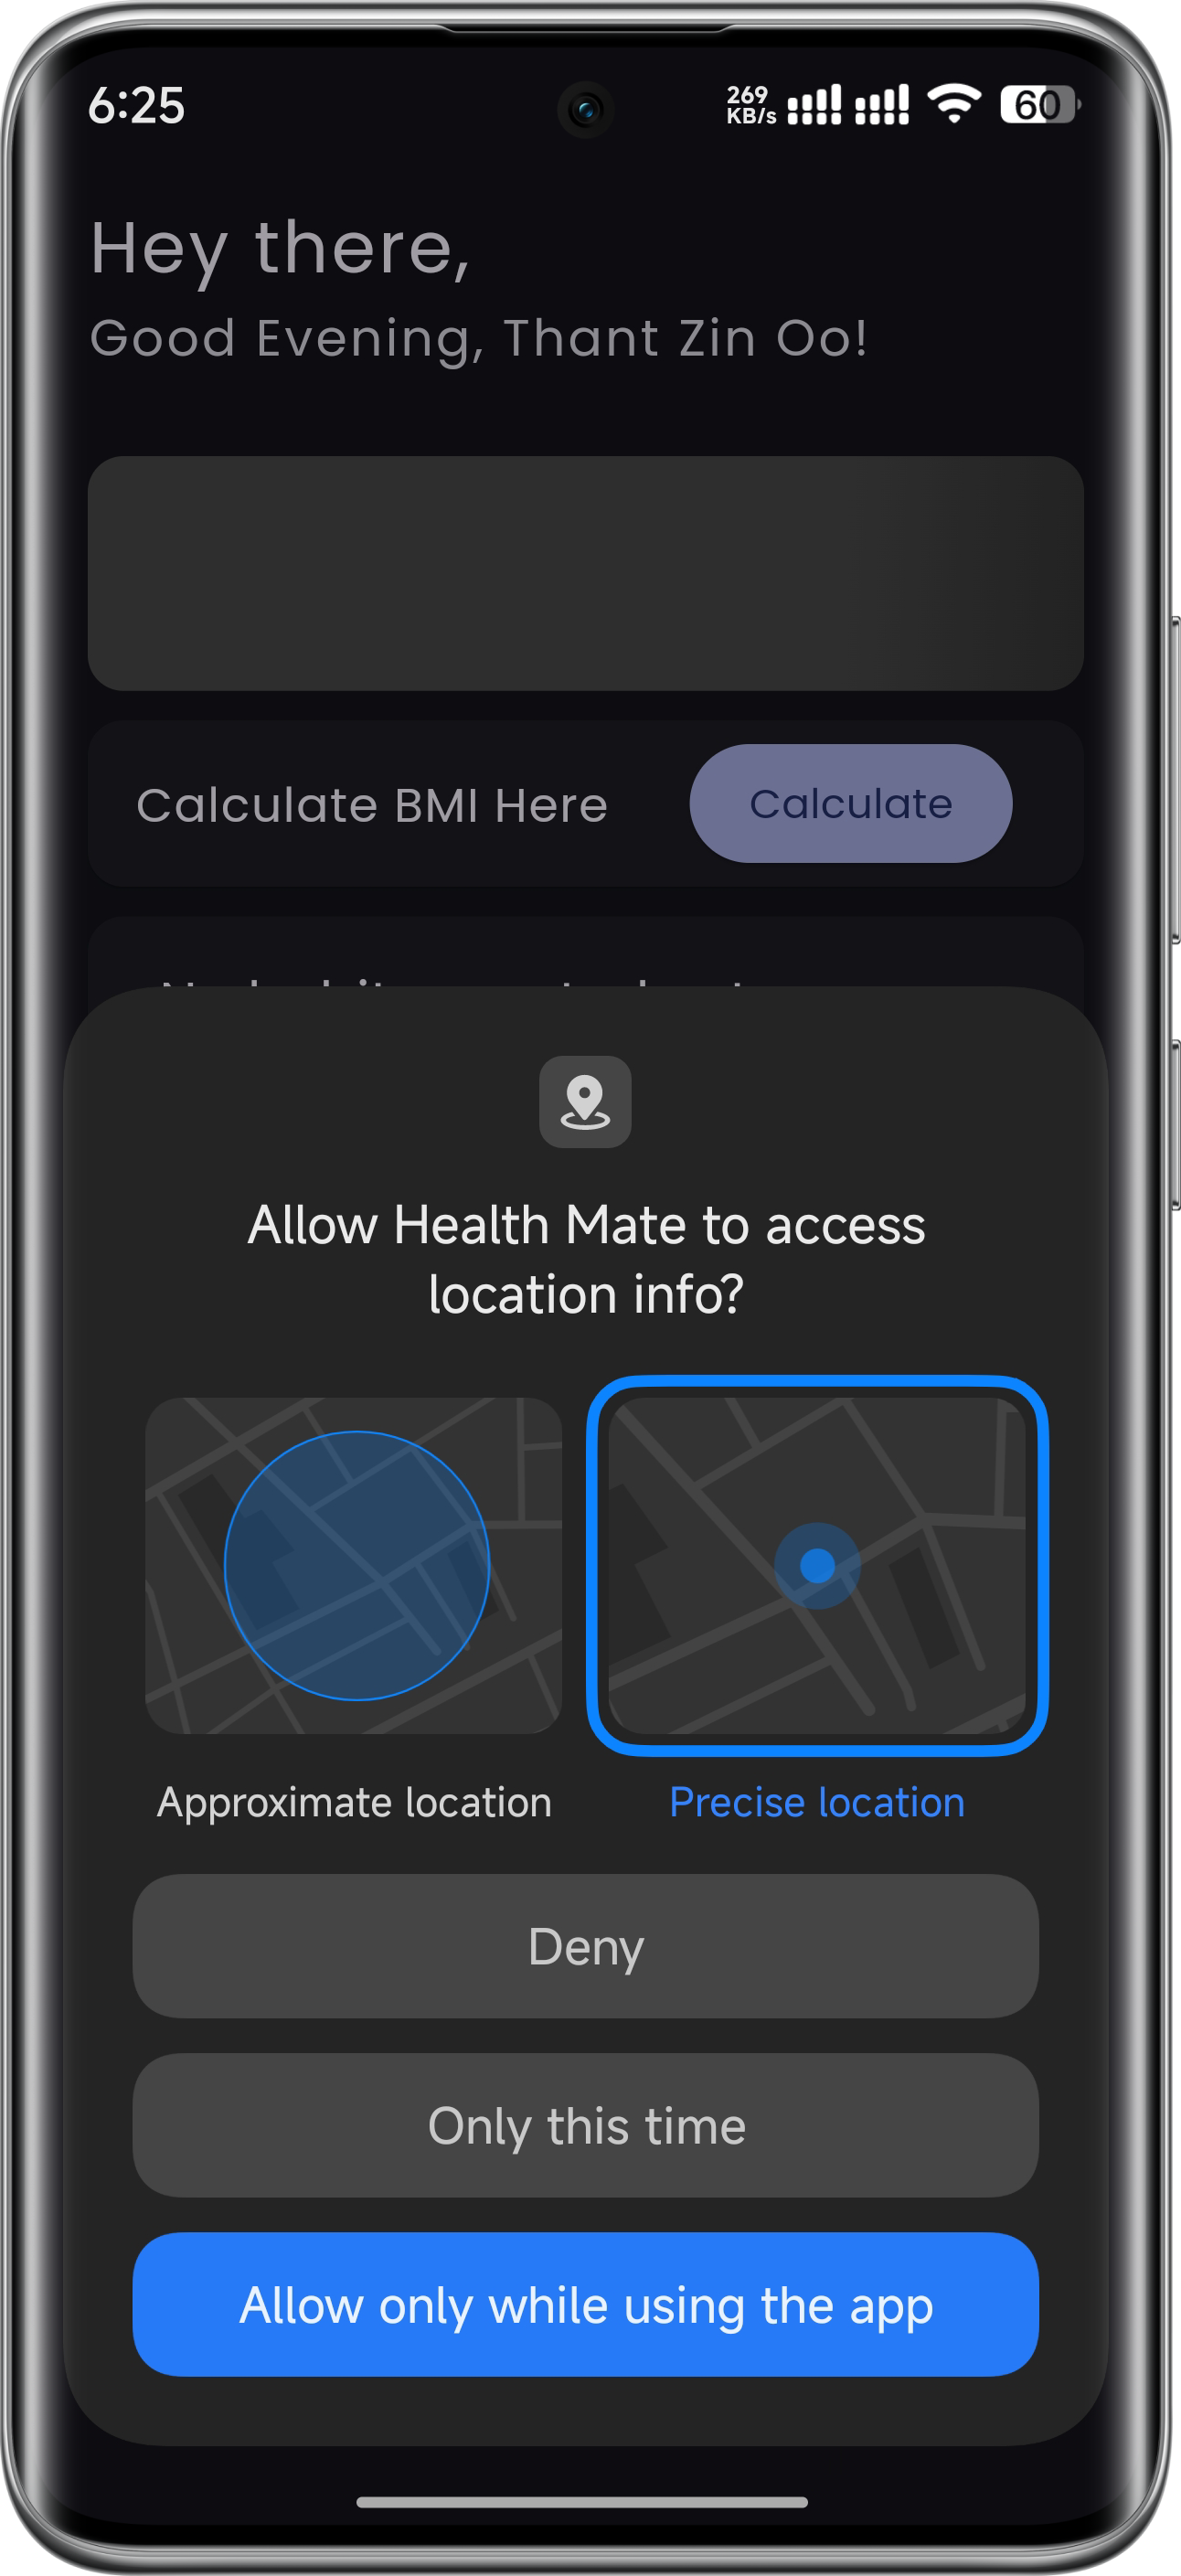 6:25
269
KB/s
60
Hey there,
Good Evening, Thant Zin Oo!
Calculate BMI Here
Calculate
Allow Health Mate to access
location info?
Approximate location
Precise location
Deny
Only this time
Allow only while using the app